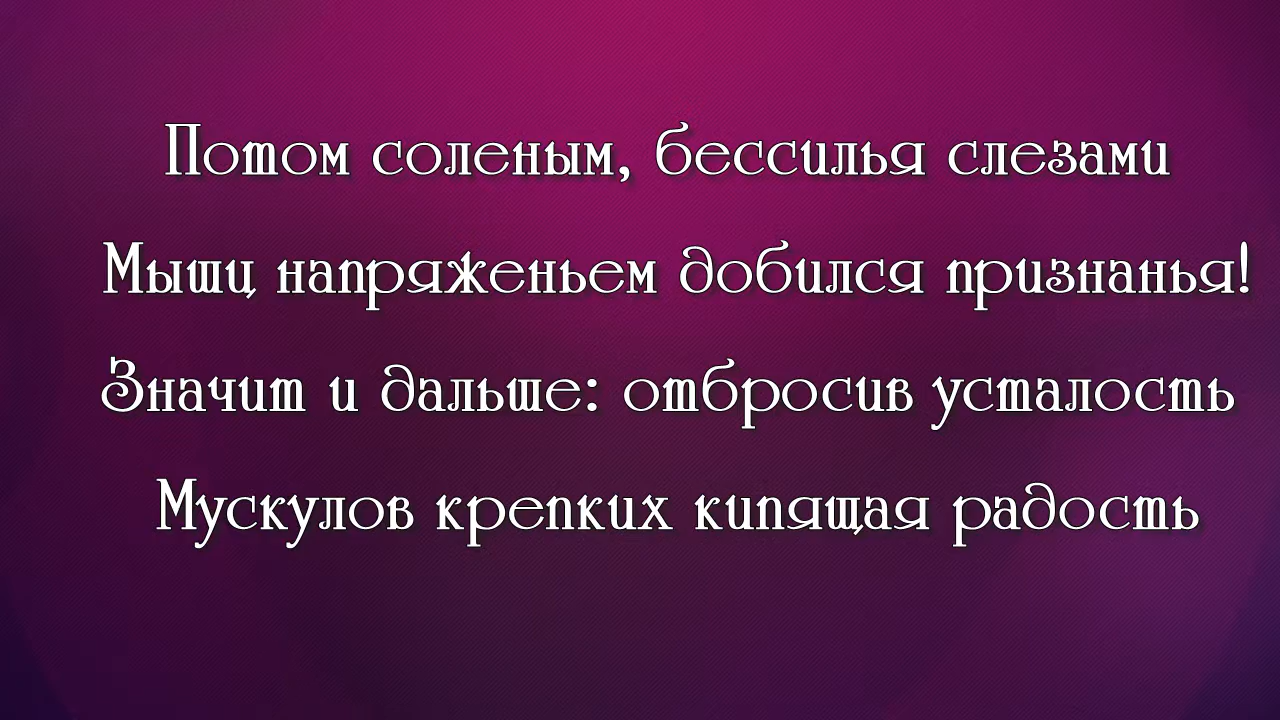 Потом соленым, бессилья слезами
Мышц напряженьем добился признанья!
Значит и дальше: отбросив усталость
Мускулов крепких кипящая радость